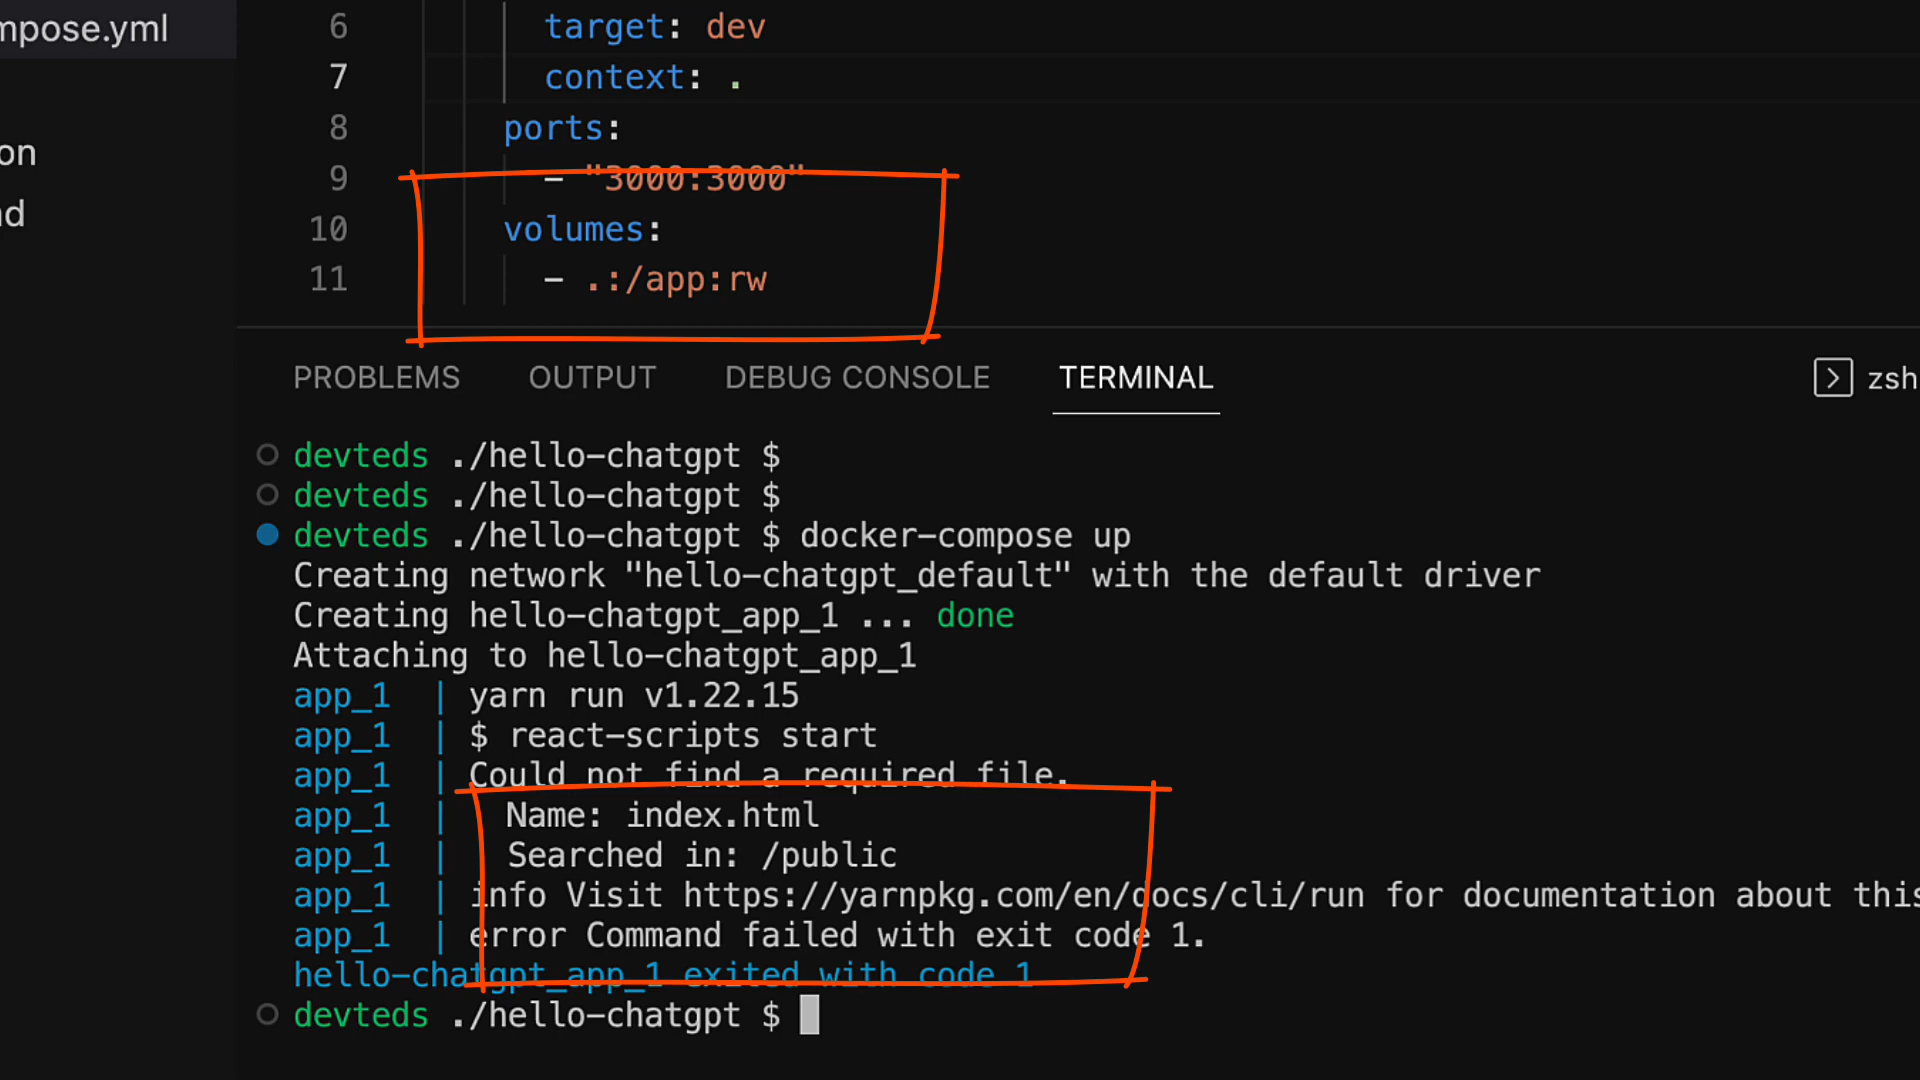 mpose.yml
on
nd
6 target: dev
7 context: .
8 ports:
9 - "3000:3000"
10 volumes:
11 - .:/app:rw
PROBLEMS OUTPUT DEBUG CONSOLE TERMINAL zsh
devteds ./hello-chatgpt $
devteds ./hello-chatgpt $
devteds ./hello-chatgpt $ docker-compose up
Creating network "hello-chatgpt_default" with the default driver
Creating hello-chatgpt_app_1 ... done
Attaching to hello-chatgpt_app_1
app_1 | yarn run v1.22.15
app_1 | $ react-scripts start
app_1 | Could not find a required file.
app_1 | Name: index.html
app_1 | Searched in: /public
app_1 | info Visit https://yarnpkg.com/en/docs/cli/run for documentation about this
app_1 | error Command failed with exit code 1.
hello-chatgpt_app_1 exited with code 1
devteds ./hello-chatgpt $